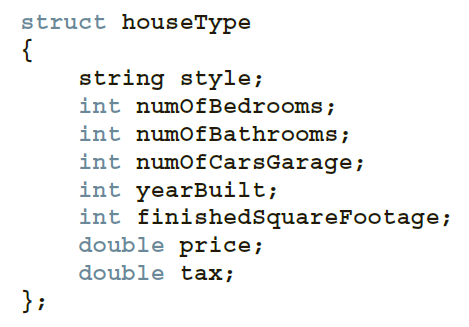 struct houseType
{
    string style;
    int numOfBedrooms;
    int numOfBathrooms;
    int numOfCarsGarage;
    int yearBuilt;
    int finishedSquareFootage;
    double price;
    double tax;
};